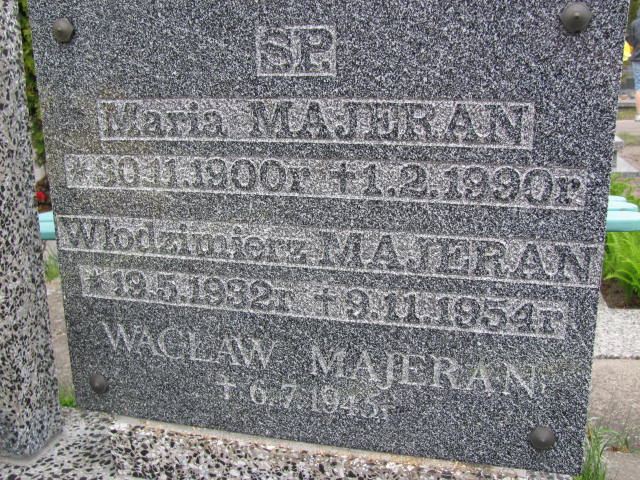 SP.
Maria MAJERAN
*30.11.1900r +1.2.1990r
Włodzimierz MAJERAN
*19.5.1932r +9.11.1954r
WACŁAW MAJERAN
+ 6.7.1945r